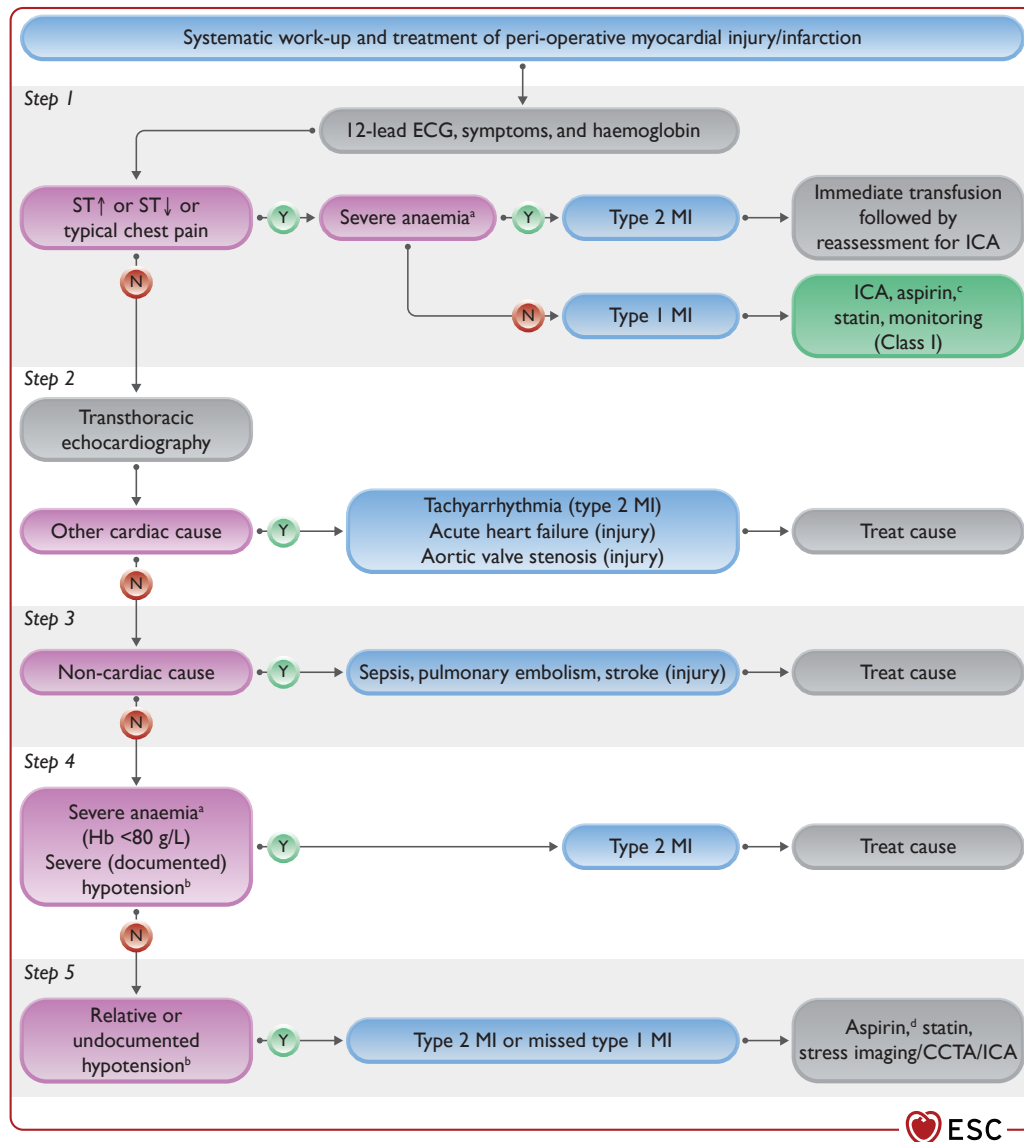 Systematic work-up and treatment of peri-operative myocardial injury/infarction
Step 1
12-lead ECG, symptoms, and haemoglobin
ST↑ or ST↓ or
typical chest pain
Y
Severe anaemiaᵃ
Y
Type 2 MI
Immediate transfusion
followed by
reassessment for ICA
N
N
Type 1 MI
ICA, aspirin,ᶜ
statin, monitoring
(Class I)
Step 2
Transthoracic
echocardiography
Other cardiac cause
Y
Tachyarrhythmia (type 2 MI)
Acute heart failure (injury)
Aortic valve stenosis (injury)
Treat cause
N
Step 3
Non-cardiac cause
Y
Sepsis, pulmonary embolism, stroke (injury)
Treat cause
N
Step 4
Severe anaemiaᵃ
(Hb <80 g/L)
Severe (documented)
hypotensionᵇ
Y
Type 2 MI
Treat cause
N
Step 5
Relative or
undocumented
hypotensionᵇ
Y
Type 2 MI or missed type 1 MI
Aspirin,ᵈ statin,
stress imaging/CCTA/ICA
ESC